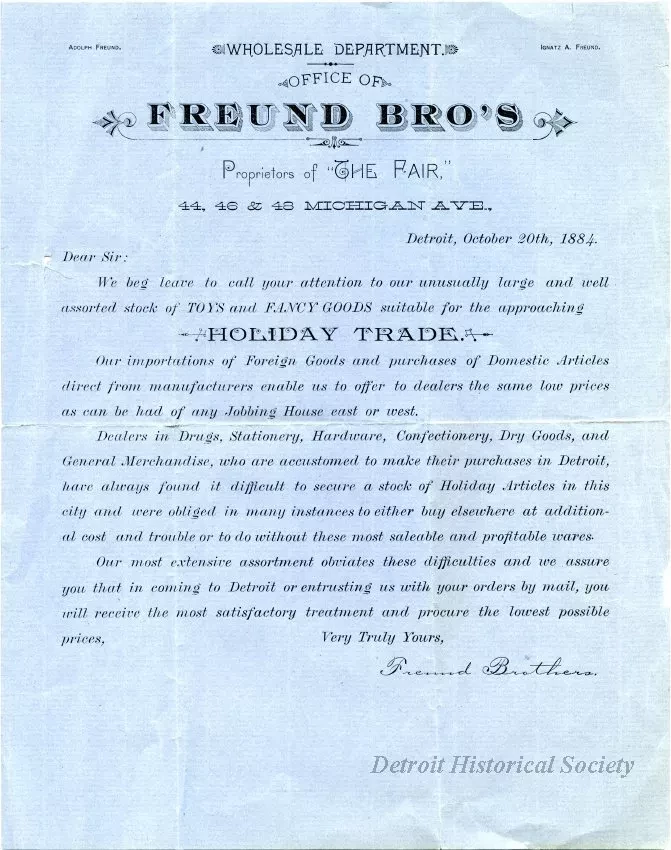 Adolph Freund. WHOLESALE DEPARTMENT. Ignatz A. Freund.
OFFICE OF
FREUND BRO'S
Proprietors of "THE FAIR,"
44, 46 & 48 MICHIGAN AVE.,
Detroit, October 20th, 1884.
Dear Sir:
We beg leave to call your attention to our unusually large and well
assorted stock of TOYS and FANCY GOODS suitable for the approaching
HOLIDAY TRADE.
Our importations of Foreign Goods and purchases of Domestic Articles
direct from manufacturers enable us to offer to dealers the same low prices
as can be had of any Jobbing House east or west.
Dealers in Drugs, Stationery, Hardware, Confectionery, Dry Goods, and
General Merchandise, who are accustomed to make their purchases in Detroit,
have always found it difficult to secure a stock of Holiday Articles in this
city and were obliged in many instances to either buy elsewhere at addition-
al cost and trouble or to do without these most saleable and profitable wares.
Our most extensive assortment obviates these difficulties and we assure
you that in coming to Detroit or entrusting us with your orders by mail, you
will receive the most satisfactory treatment and procure the lowest possible
prices, Very Truly Yours,
Freund Brothers.
Detroit Historical Society